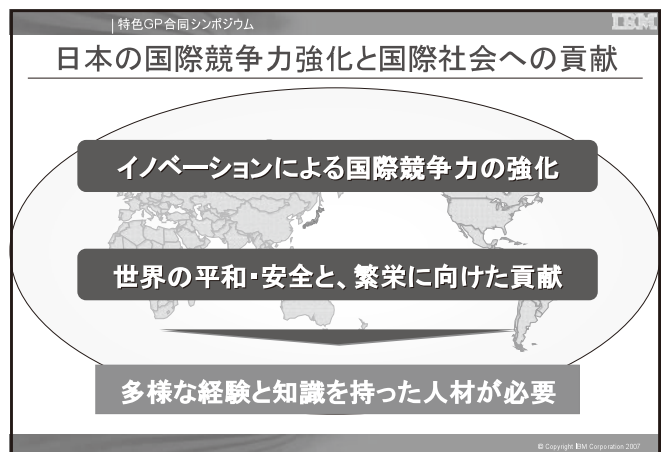 | 特色GP合同シンポジウム
IBM
日本の国際競争力強化と国際社会への貢献
イノベーションによる国際競争力の強化
世界の平和・安全と、繁栄に向けた貢献
多様な経験と知識を持った人材が必要
© Copyright IBM Corporation 2007